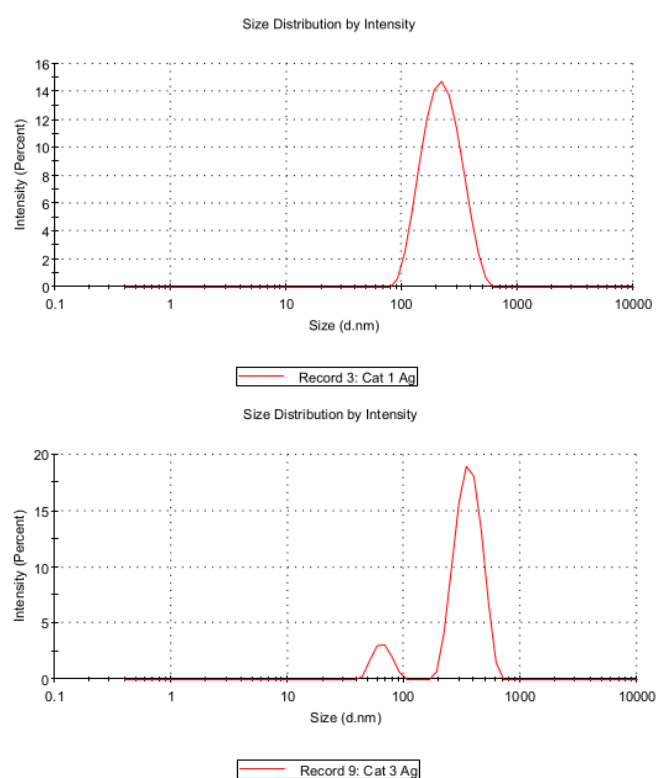 Size Distribution by Intensity
16
14
12
10
8
6
4
2
0
Intensity (Percent)
0.1 1 10 100 1000 10000
Size (d.nm)
Record 3: Cat 1 Ag
Size Distribution by Intensity
20
15
10
5
0
Intensity (Percent)
0.1 1 10 100 1000 10000
Size (d.nm)
Record 9: Cat 3 Ag